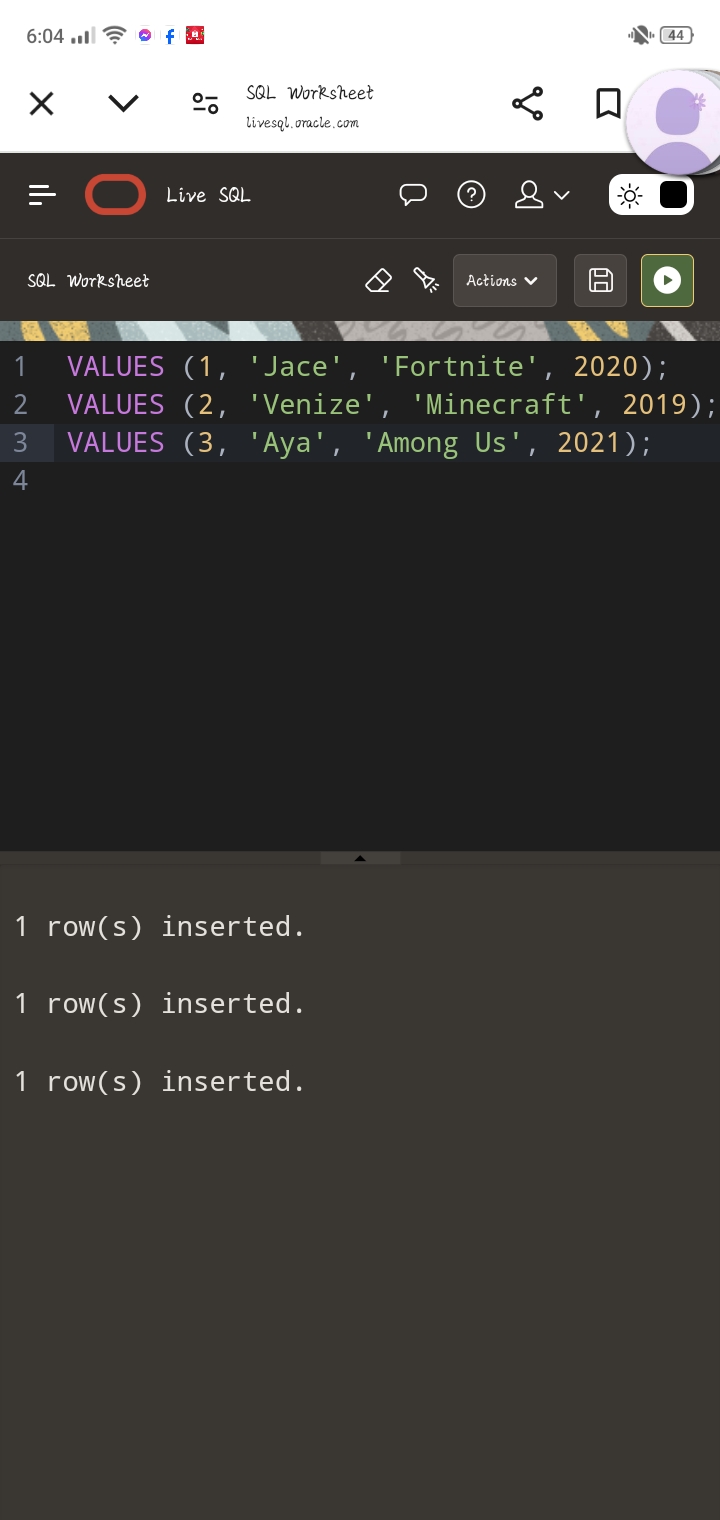 6:04
44
SQL Worksheet
livesql.oracle.com
Live SQL
SQL Worksheet
Actions
1 VALUES (1, 'Jace', 'Fortnite', 2020);
2 VALUES (2, 'Venize', 'Minecraft', 2019);
3 VALUES (3, 'Aya', 'Among Us', 2021);
4
1 row(s) inserted.
1 row(s) inserted.
1 row(s) inserted.